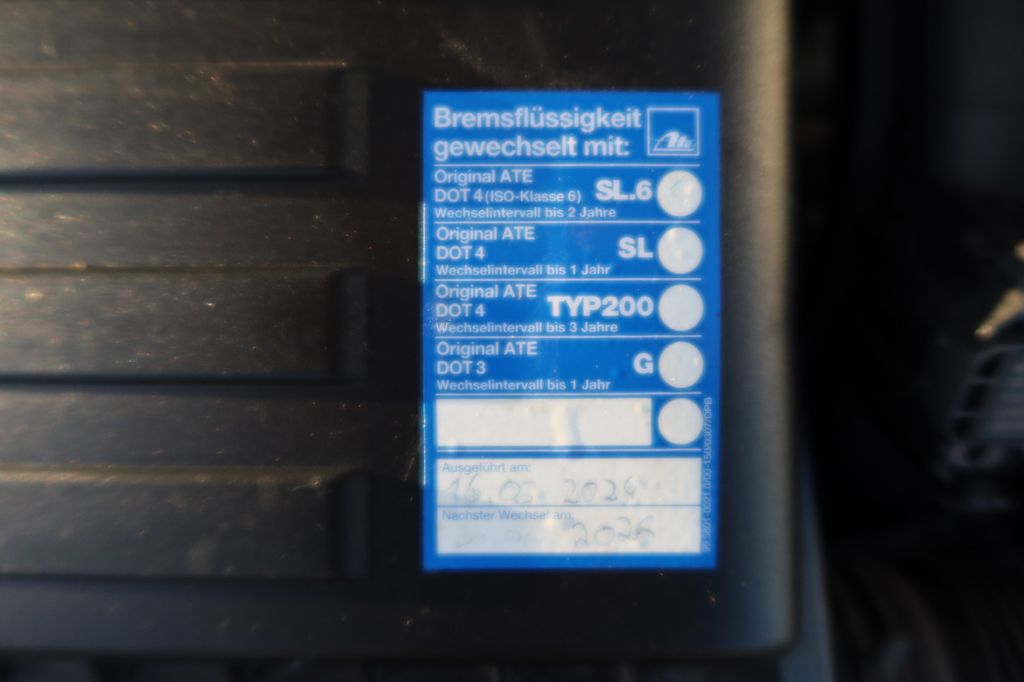 Bremsflüssigkeit
gewechselt mit:
Ate
Original ATE
DOT 4 (ISO-Klasse 6) SL.6
Wechselintervall bis 2 Jahre
Original ATE
DOT 4 SL
Wechselintervall bis 1 Jahr
Original ATE
DOT 4 TYP200
Wechselintervall bis 3 Jahre
Original ATE
DOT 3 G
Wechselintervall bis 1 Jahr
Ausgeführt am:
2024
Nächster Wechsel am:
2026